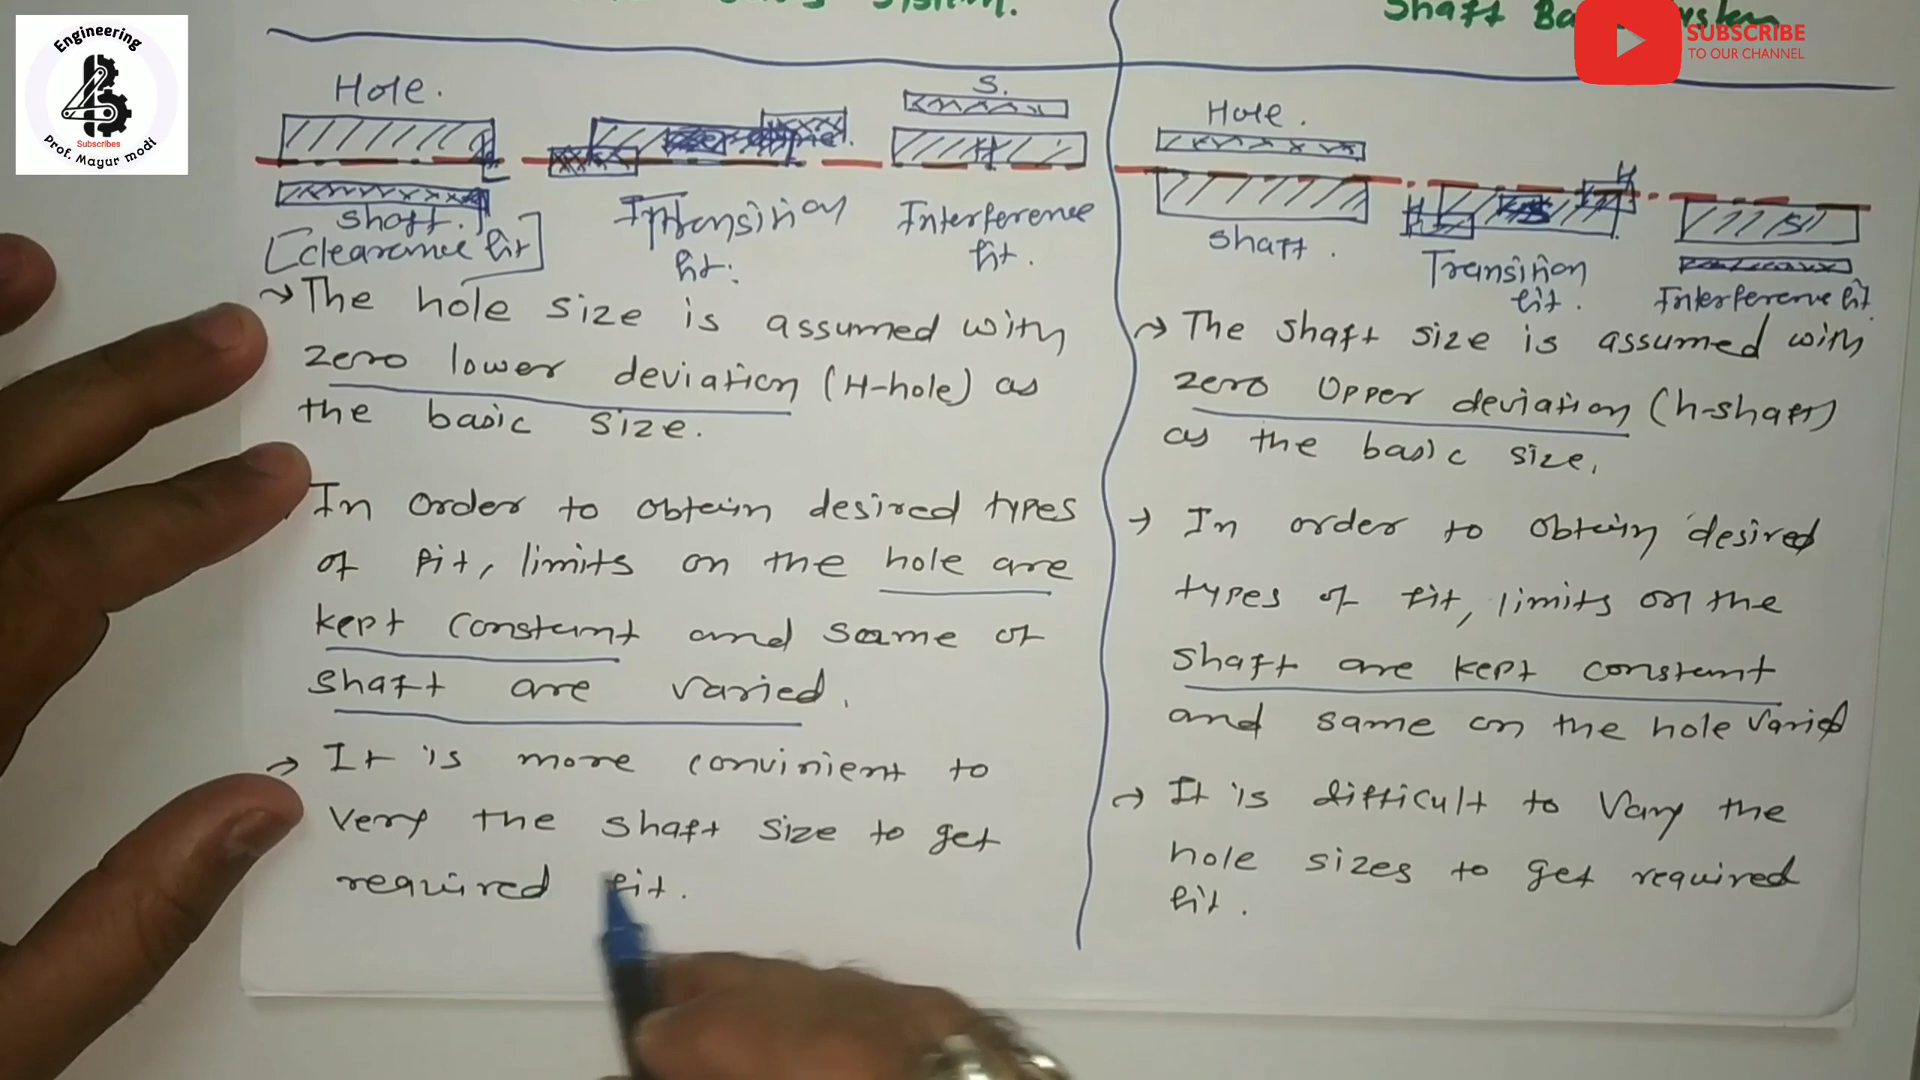 Engineering
Subscribes
Prof. Mayur modi
System.
Shaft Ba ystem
SUBSCRIBE
TO OUR CHANNEL
Hole.
Shaft.
[clearance fit]
Transition
fit.
S.
H
Interference
fit.
Hole.
Shaft.
H
H
S
Transition
fit.
S
Interference fit.
→ The hole size is assumed with
zero lower deviation (H-hole) as
the basic size.
In order to obtain desired types
of fit, limits on the hole are
kept constant and same of
shaft are varied.
→ It is more convinient to
very the shaft size to get
required fit.
→ The shaft size is assumed with
zero Upper deviation (h-shaft)
as the basic size.
→ In order to obtain desired
types of fit, limits on the
shaft are kept constant
and same on the hole varied
→ It is difficult to vary the
hole sizes to get required
fit.